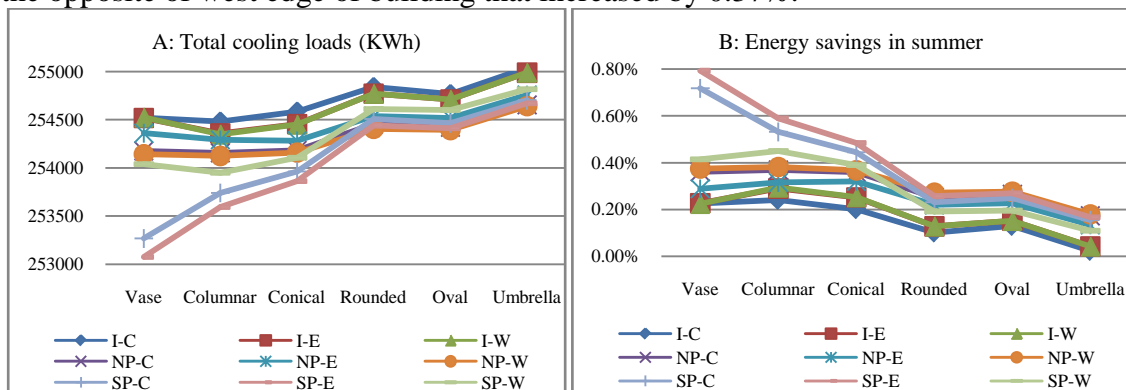 the opposite of west edge of building that increased by 0.57%.
A: Total cooling loads (KWh)
255000
254500
254000
253500
253000
Vase Columnar Conical Rounded Oval Umbrella
I-C I-E I-W
NP-C NP-E NP-W
SP-C SP-E SP-W
B: Energy savings in summer
0.80%
0.60%
0.40%
0.20%
0.00%
Vase Columnar Conical Rounded Oval Umbrella
I-C I-E I-W
NP-C NP-E NP-W
SP-C SP-E SP-W